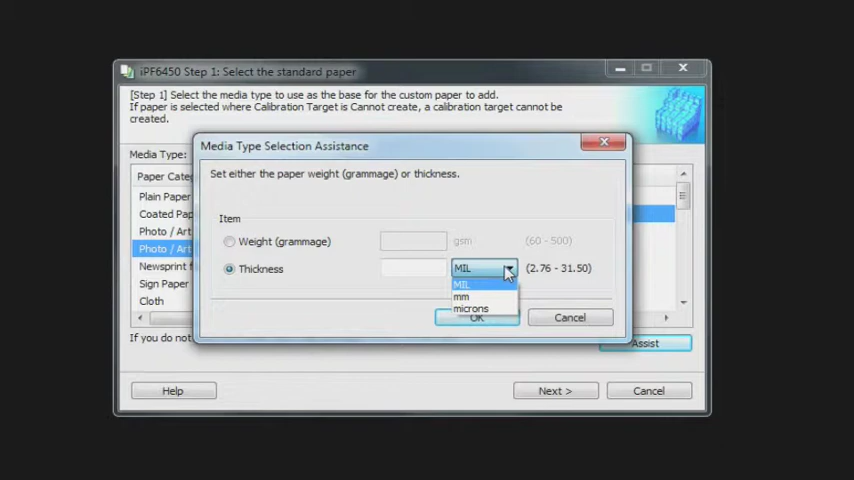 iPF6450 Step 1: Select the standard paper
[Step 1] Select the media type to use as the base for the custom paper to add.
If paper is selected where Calibration Target is Cannot create, a calibration target cannot be
created.
Media Type:
Media Type Selection Assistance
Set either the paper weight (grammage) or thickness.
Paper Categ
Plain Paper
Coated Pap
Photo / Art
Photo / Art
Newsprint f
Sign Paper
Cloth
Item
Weight (grammage) gsm (60 - 500)
Thickness MIL (2.76 - 31.50)
MIL
mm
microns
OK Cancel
If you do not
Assist
Help Next > Cancel